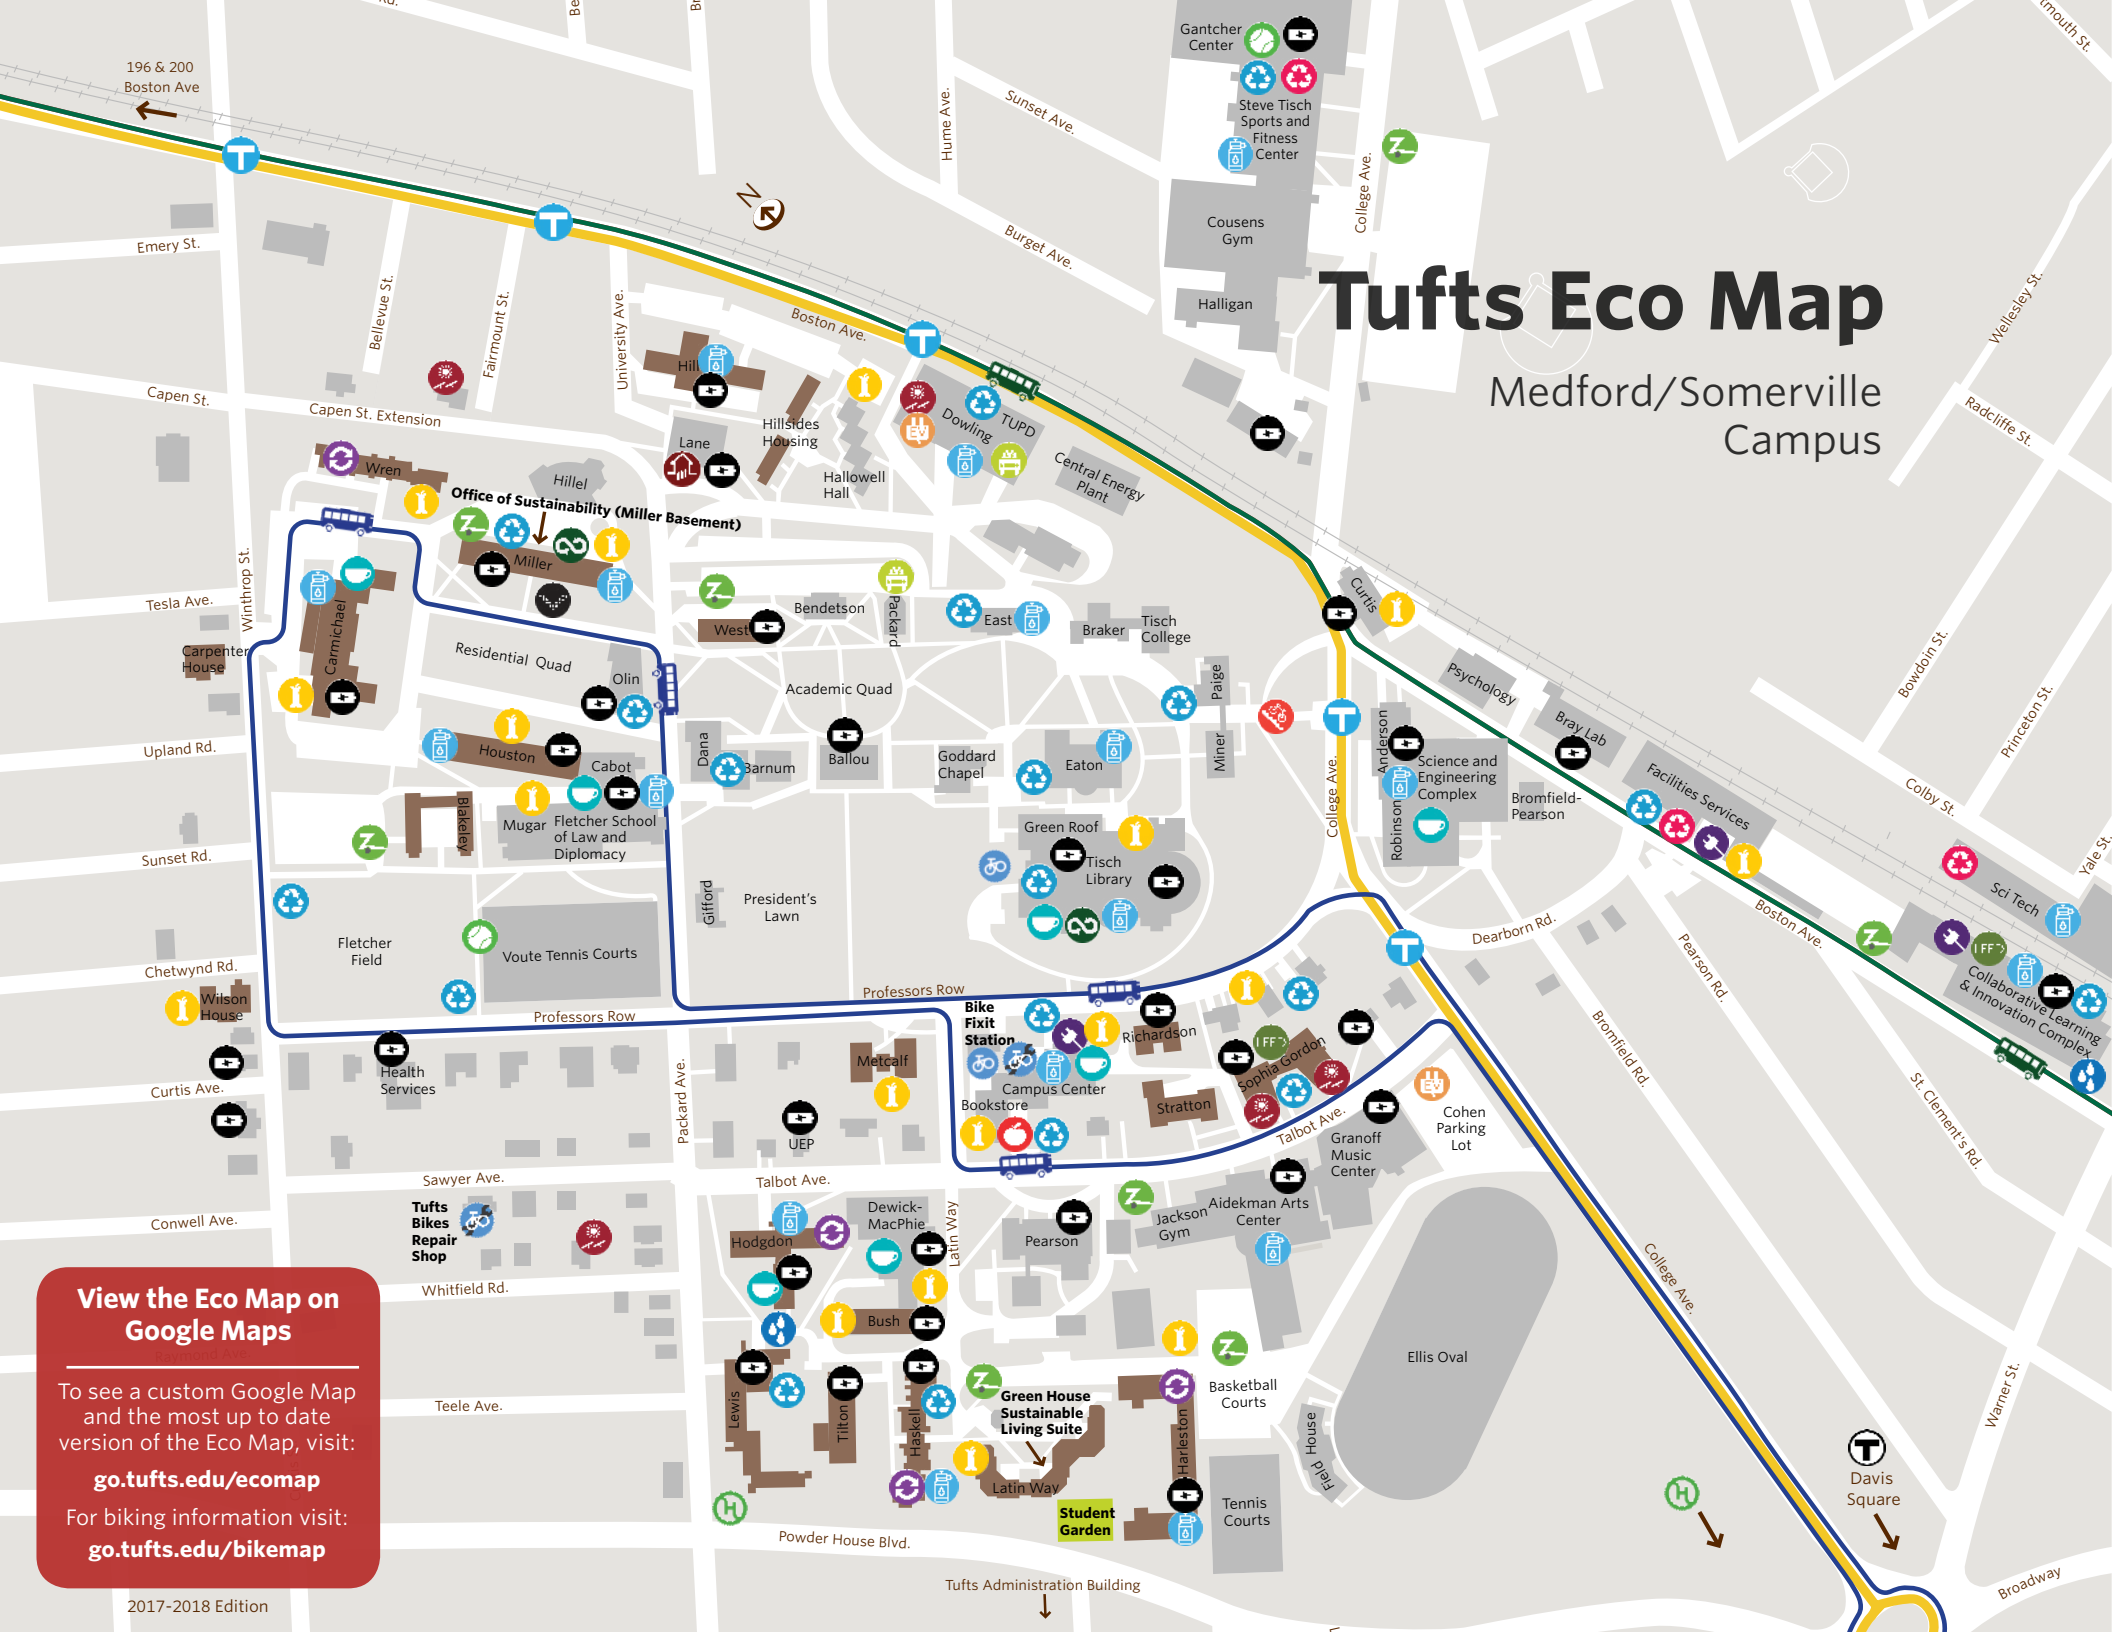 Tufts Eco Map
Medford/Somerville
Campus
196 & 200
Boston Ave
Gantcher
Center
Steve Tisch
Sports and
Fitness
Center
Cousens
Gym
Halligan
College Ave.
Sunset Ave.
Hume Ave.
Burget Ave.
N
Emery St.
Bellevue St.
Fairmount St.
University Ave.
Boston Ave.
Wellesley St.
Radcliffe St.
Capen St.
Capen St. Extension
Hill
Lane
Hillsides
Housing
Hallowell
Hall
Dowling
TUPD
Central Energy
Plant
Wren
Hillel
Office of Sustainability (Miller Basement)
Miller
Winthrop St.
Tesla Ave.
Carpenter
House
Carmichael
Residential Quad
Olin
West
Bendetson
Packard
East
Braker
Tisch
College
Curtis
Psychology
Bray Lab
Bowdoin St.
Princeton St.
Colby St.
Yale St.
Academic Quad
Paige
Miner
Upland Rd.
Houston
Cabot
Dana
Barnum
Ballou
Goddard
Chapel
Eaton
College Ave.
Anderson
Science and
Engineering
Complex
Robinson
Bromfield-
Pearson
Facilities Services
Sunset Rd.
Blakeley
Mugar
Fletcher School
of Law and
Diplomacy
Green Roof
Tisch
Library
Gifford
President's
Lawn
Sci Tech
Boston Ave.
Fletcher
Field
Voute Tennis Courts
Dearborn Rd.
Pearson Rd.
Collaborative Learning
& Innovation Complex
Chetwynd Rd.
Wilson
House
Professors Row
Professors Row
Bike
Fixit
Station
Richardson
Campus Center
Bookstore
Metcalf
Health
Services
Curtis Ave.
Packard Ave.
UEP
Stratton
Sophia Gordon
Talbot Ave.
Granoff
Music
Center
Cohen
Parking
Lot
Bromfield Rd.
St. Clement's Rd.
Sawyer Ave.
Talbot Ave.
Conwell Ave.
Tufts
Bikes
Repair
Shop
Hodgdon
Dewick-
MacPhie
Latin Way
Pearson
Jackson
Gym
Aidekman Arts
Center
College Ave.
Whitfield Rd.
Bush
Ellis Oval
Basketball
Courts
Raymond Ave.
Teele Ave.
Lewis
Tilton
Haskell
Green House
Sustainable
Living Suite
Latin Way
Harleston
Field House
Student
Garden
Tennis
Courts
Warner St.
Davis
Square
Powder House Blvd.
Tufts Administration Building
Broadway
View the Eco Map on
Google Maps
To see a custom Google Map
and the most up to date
version of the Eco Map, visit:
go.tufts.edu/ecomap
For biking information visit:
go.tufts.edu/bikemap
2017-2018 Edition